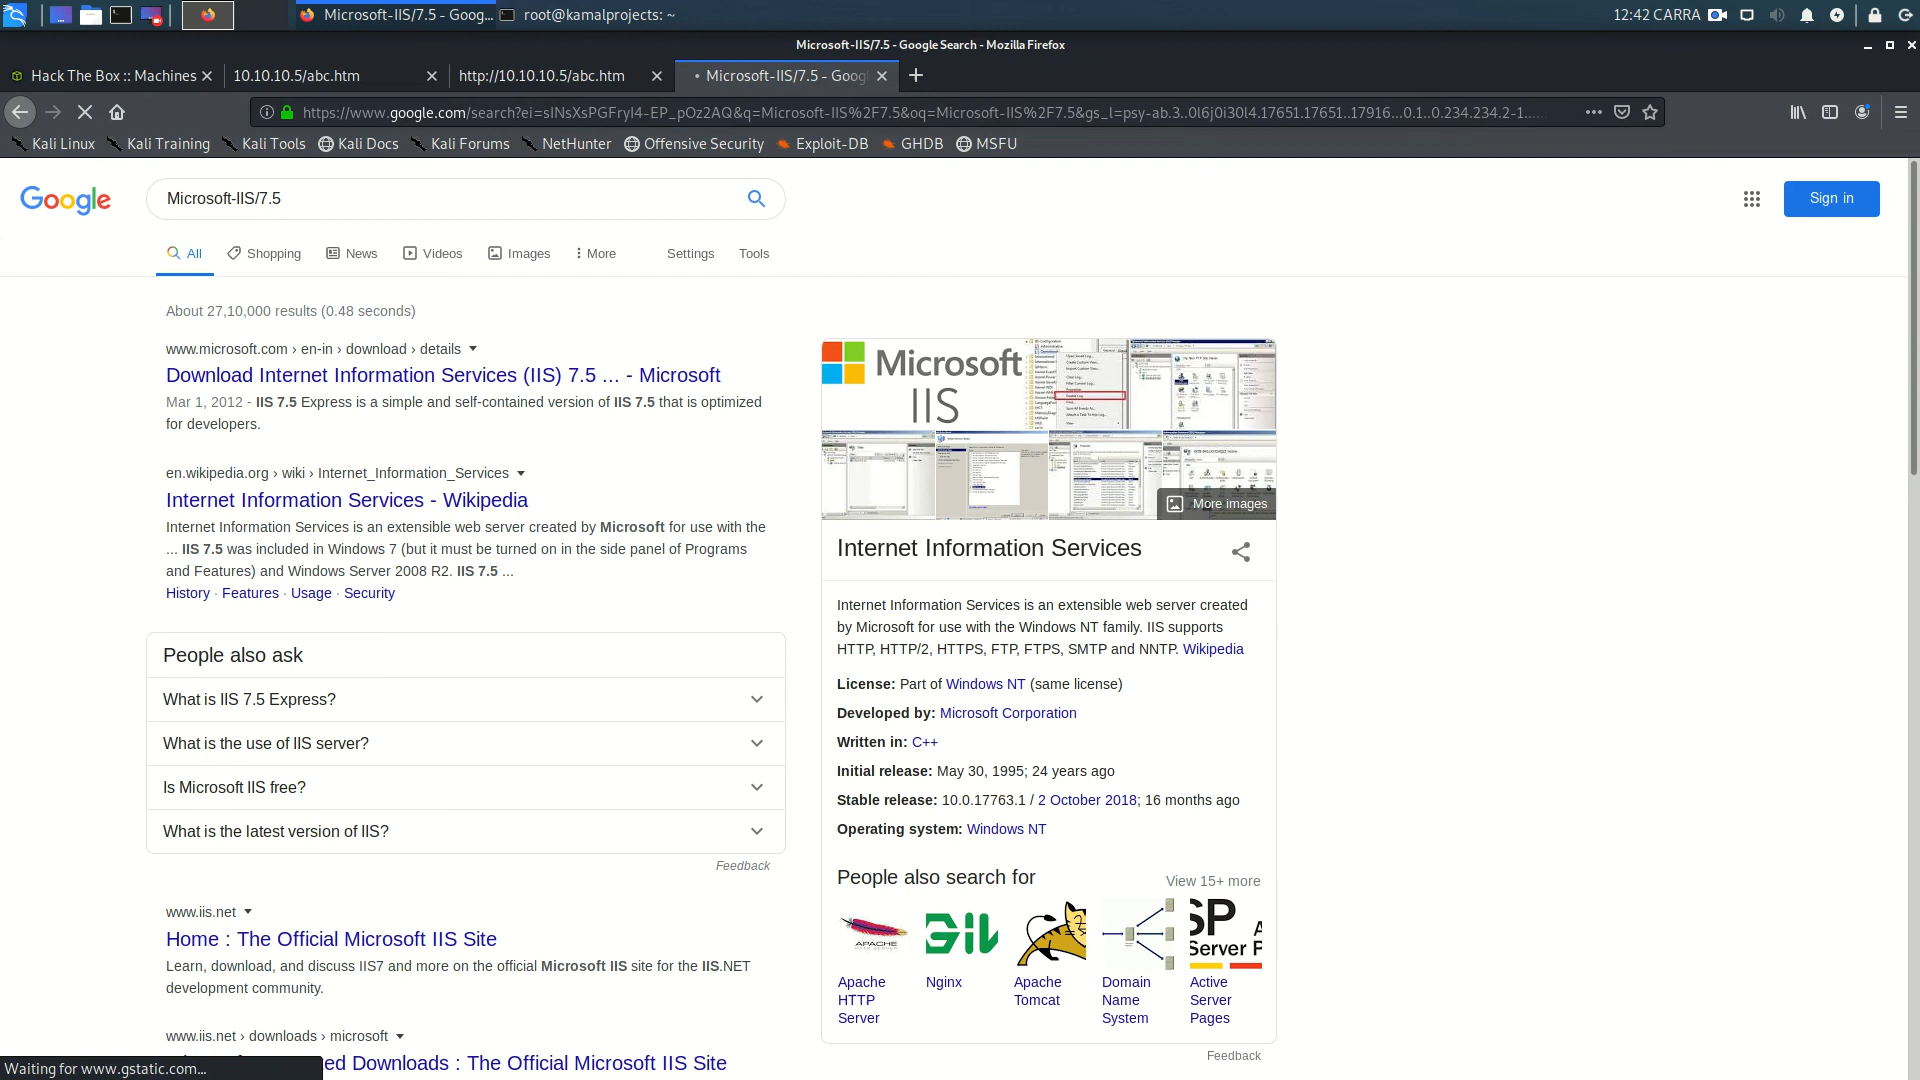 Microsoft-IIS/7.5 - Goog...
root@kamalprojects: ~
12:42 CARRA
Microsoft-IIS/7.5 - Google Search - Mozilla Firefox
Hack The Box :: Machines
10.10.10.5/abc.htm
http://10.10.10.5/abc.htm
• Microsoft-IIS/7.5 - Goog
https://www.google.com/search?ei=sINsXsPGFryI4-EP_pOz2AQ&q=Microsoft-IIS%2F7.5&oq=Microsoft-IIS%2F7.5&gs_l=psy-ab.3..0l6j0i30l4.17651.17651..17916...0.1..0.234.234.2-1......
Kali Linux
Kali Training
Kali Tools
Kali Docs
Kali Forums
NetHunter
Offensive Security
Exploit-DB
GHDB
MSFU
Google
Microsoft-IIS/7.5
Sign in
All
Shopping
News
Videos
Images
More
Settings
Tools
About 27,10,000 results (0.48 seconds)
www.microsoft.com › en-in › download › details
Download Internet Information Services (IIS) 7.5 ... - Microsoft
Mar 1, 2012 - IIS 7.5 Express is a simple and self-contained version of IIS 7.5 that is optimized
for developers.
en.wikipedia.org › wiki › Internet_Information_Services
Internet Information Services - Wikipedia
Internet Information Services is an extensible web server created by Microsoft for use with the
... IIS 7.5 was included in Windows 7 (but it must be turned on in the side panel of Programs
and Features) and Windows Server 2008 R2. IIS 7.5 ...
History · Features · Usage · Security
People also ask
What is IIS 7.5 Express?
What is the use of IIS server?
Is Microsoft IIS free?
What is the latest version of IIS?
Feedback
www.iis.net
Home : The Official Microsoft IIS Site
Learn, download, and discuss IIS7 and more on the official Microsoft IIS site for the IIS.NET
development community.
www.iis.net › downloads › microsoft
ed Downloads : The Official Microsoft IIS Site
Waiting for www.gstatic.com...
Microsoft
IIS
More images
Internet Information Services
Internet Information Services is an extensible web server created
by Microsoft for use with the Windows NT family. IIS supports
HTTP, HTTP/2, HTTPS, FTP, FTPS, SMTP and NNTP. Wikipedia
License: Part of Windows NT (same license)
Developed by: Microsoft Corporation
Written in: C++
Initial release: May 30, 1995; 24 years ago
Stable release: 10.0.17763.1 / 2 October 2018; 16 months ago
Operating system: Windows NT
People also search for
View 15+ more
APACHE
SP
Server P
Apache
HTTP
Server
Nginx
Apache
Tomcat
Domain
Name
System
Active
Server
Pages
Feedback